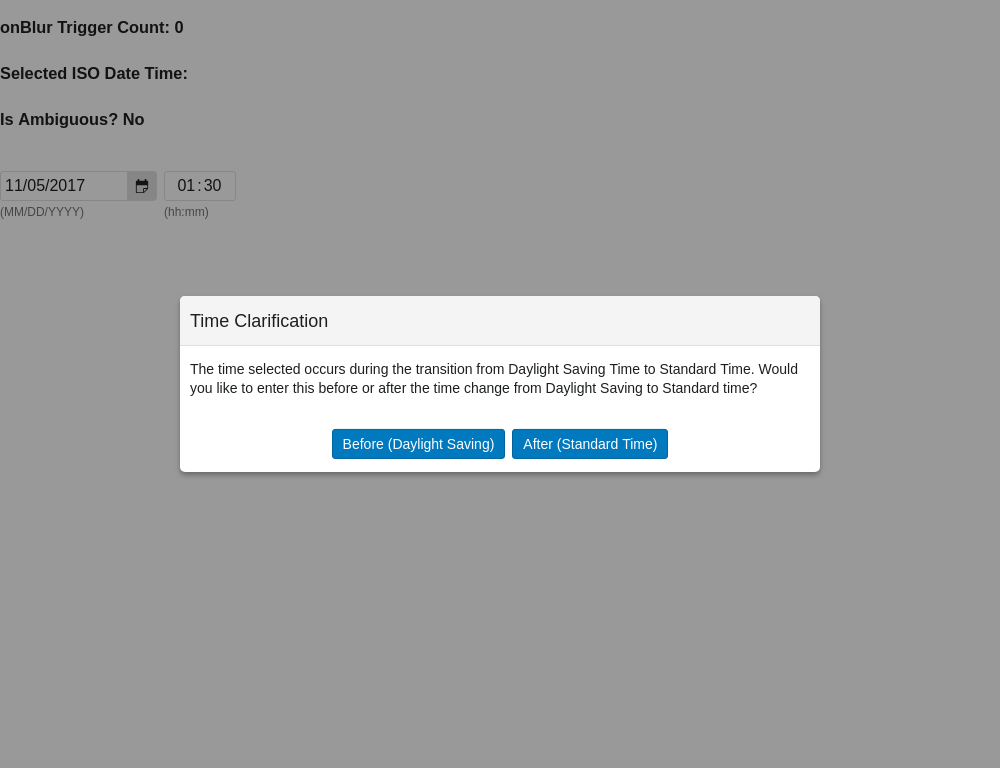 onBlur Trigger Count: 0
Selected ISO Date Time:
Is Ambiguous? No
11/05/2017 01:30
(MM/DD/YYYY) (hh:mm)
Time Clarification
The time selected occurs during the transition from Daylight Saving Time to Standard Time. Would
you like to enter this before or after the time change from Daylight Saving to Standard time?
Before (Daylight Saving) After (Standard Time)